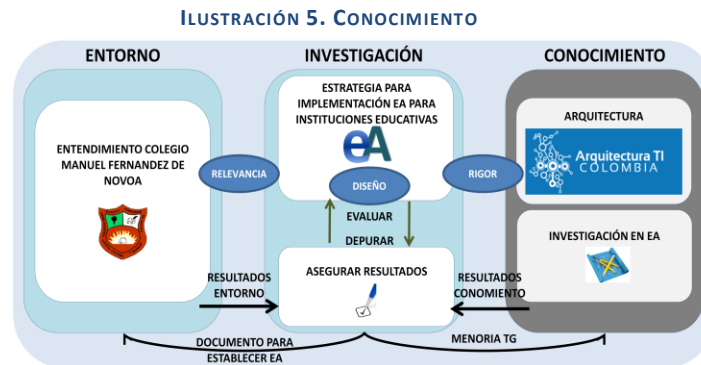 ILUSTRACIÓN 5. CONOCIMIENTO
ENTORNO
INVESTIGACIÓN
CONOCIMIENTO
ENTENDIMIENTO COLEGIO
MANUEL FERNANDEZ DE
NOVOA
RELEVANCIA
ESTRATEGIA PARA
IMPLEMENTACIÓN EA PARA
INSTITUCIONES EDUCATIVAS
eA
DISEÑO
EVALUAR
DEPURAR
RIGOR
ARQUITECTURA
Arquitectura TI
COLOMBIA
INVESTIGACIÓN EN EA
ASEGURAR RESULTADOS
RESULTADOS
ENTORNO
RESULTADOS
CONOMIENTO
DOCUMENTO PARA
ESTABLECER EA
MENORIA TG